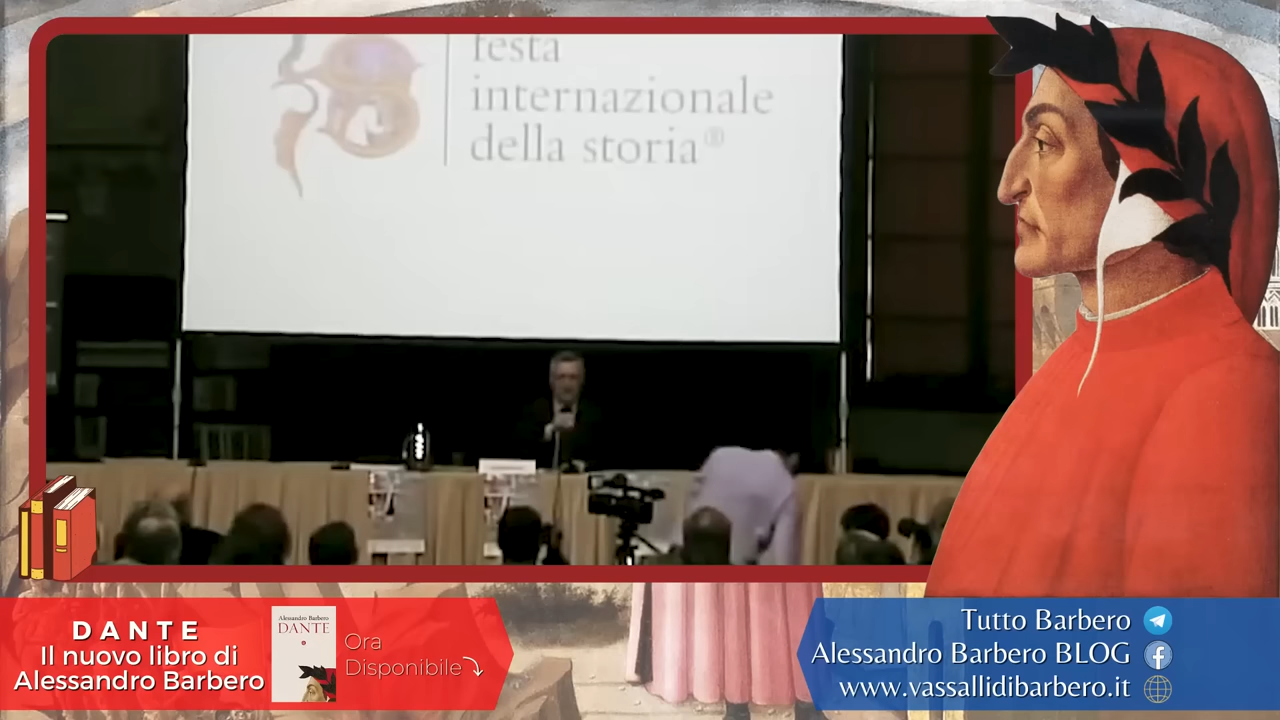 festa
internazionale
della storia®
DANTE
Il nuovo libro di
Alessandro Barbero
Alessandro Barbero
DANTE
Ora
Disponibile
Tutto Barbero
Alessandro Barbero BLOG
www.vassallidibarbero.it